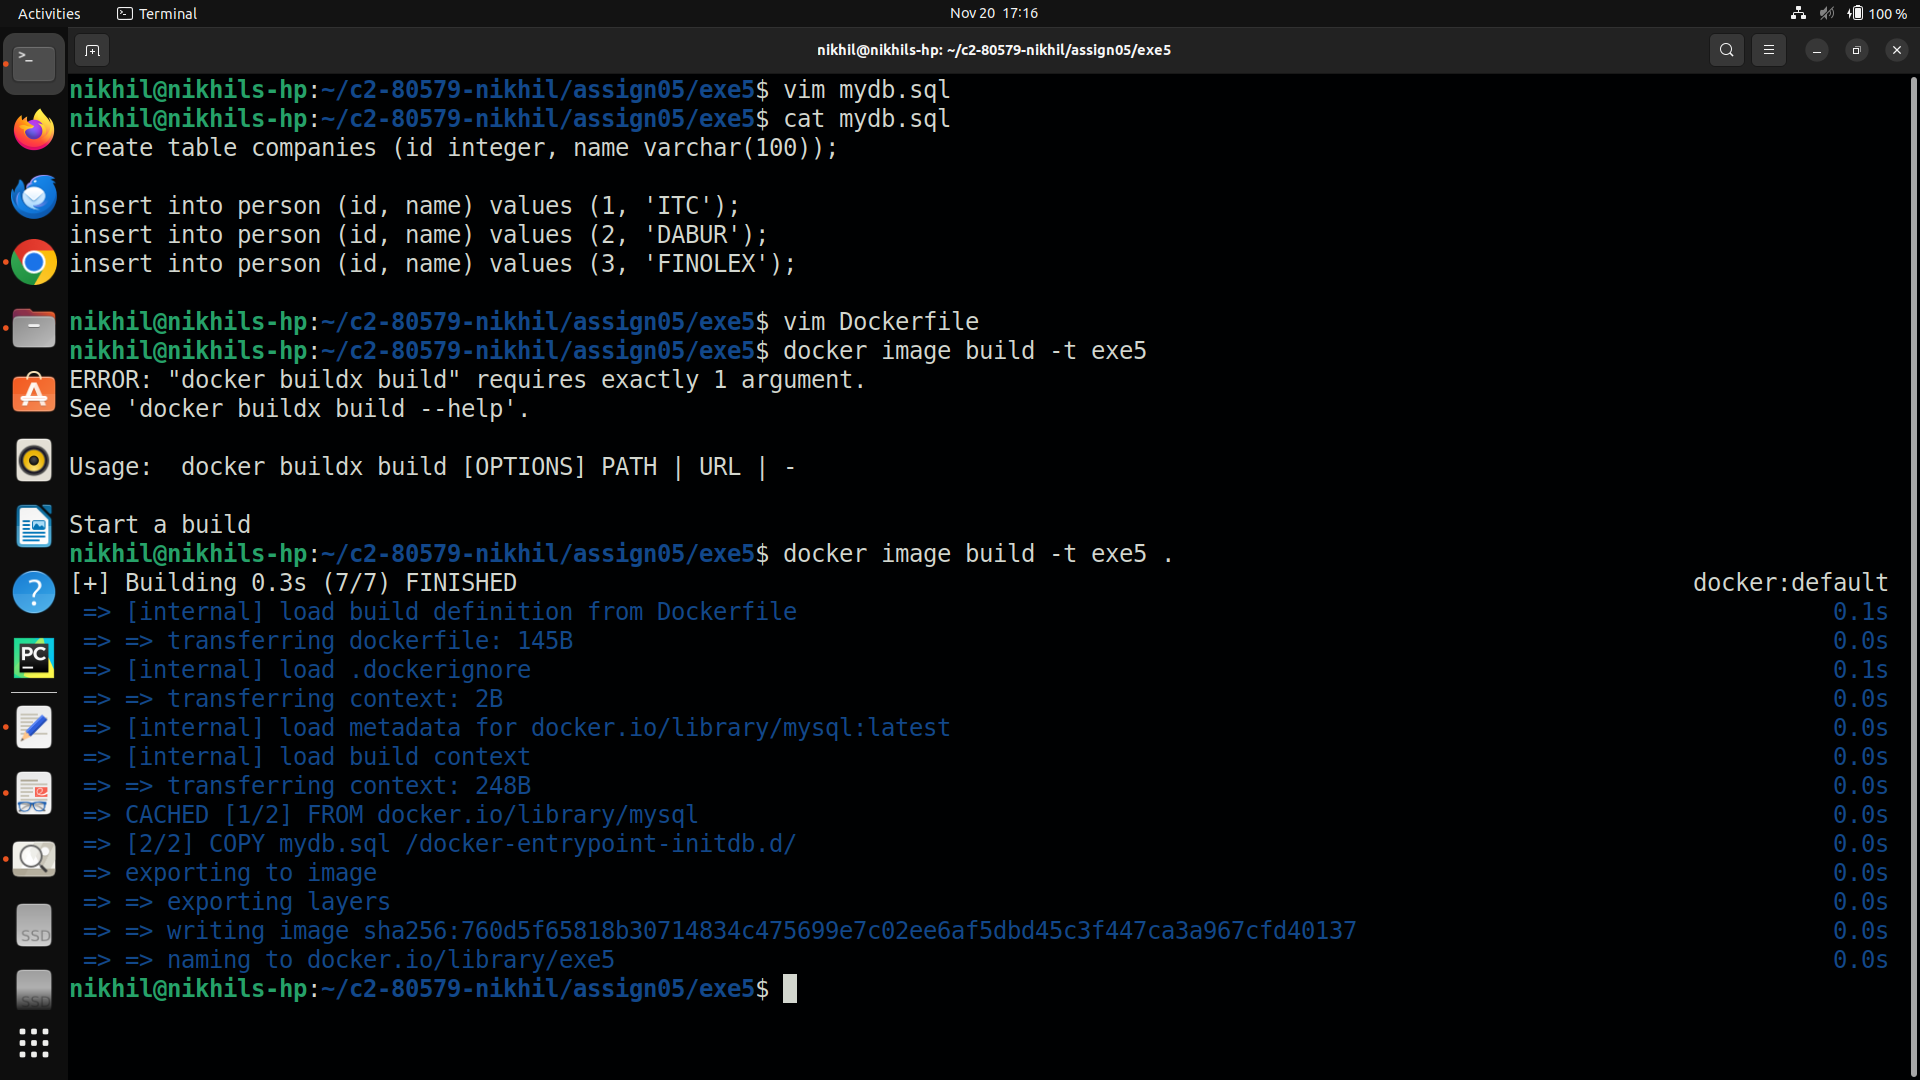 Activities
Terminal
Nov 20 17:16
100 %
nikhil@nikhils-hp: ~/c2-80579-nikhil/assign05/exe5
nikhil@nikhils-hp:~/c2-80579-nikhil/assign05/exe5$ vim mydb.sql
nikhil@nikhils-hp:~/c2-80579-nikhil/assign05/exe5$ cat mydb.sql
create table companies (id integer, name varchar(100));
insert into person (id, name) values (1, 'ITC');
insert into person (id, name) values (2, 'DABUR');
insert into person (id, name) values (3, 'FINOLEX');
nikhil@nikhils-hp:~/c2-80579-nikhil/assign05/exe5$ vim Dockerfile
nikhil@nikhils-hp:~/c2-80579-nikhil/assign05/exe5$ docker image build -t exe5
ERROR: "docker buildx build" requires exactly 1 argument.
See 'docker buildx build --help'.
Usage:  docker buildx build [OPTIONS] PATH | URL | -
Start a build
nikhil@nikhils-hp:~/c2-80579-nikhil/assign05/exe5$ docker image build -t exe5 .
[+] Building 0.3s (7/7) FINISHED docker:default
=> [internal] load build definition from Dockerfile 0.1s
=> => transferring dockerfile: 145B 0.0s
=> [internal] load .dockerignore 0.1s
=> => transferring context: 2B 0.0s
=> [internal] load metadata for docker.io/library/mysql:latest 0.0s
=> [internal] load build context 0.0s
=> => transferring context: 248B 0.0s
=> CACHED [1/2] FROM docker.io/library/mysql 0.0s
=> [2/2] COPY mydb.sql /docker-entrypoint-initdb.d/ 0.0s
=> exporting to image 0.0s
=> => exporting layers 0.0s
=> => writing image sha256:760d5f65818b30714834c475699e7c02ee6af5dbd45c3f447ca3a967cfd40137 0.0s
=> => naming to docker.io/library/exe5 0.0s
nikhil@nikhils-hp:~/c2-80579-nikhil/assign05/exe5$
PC
SSD
SSD